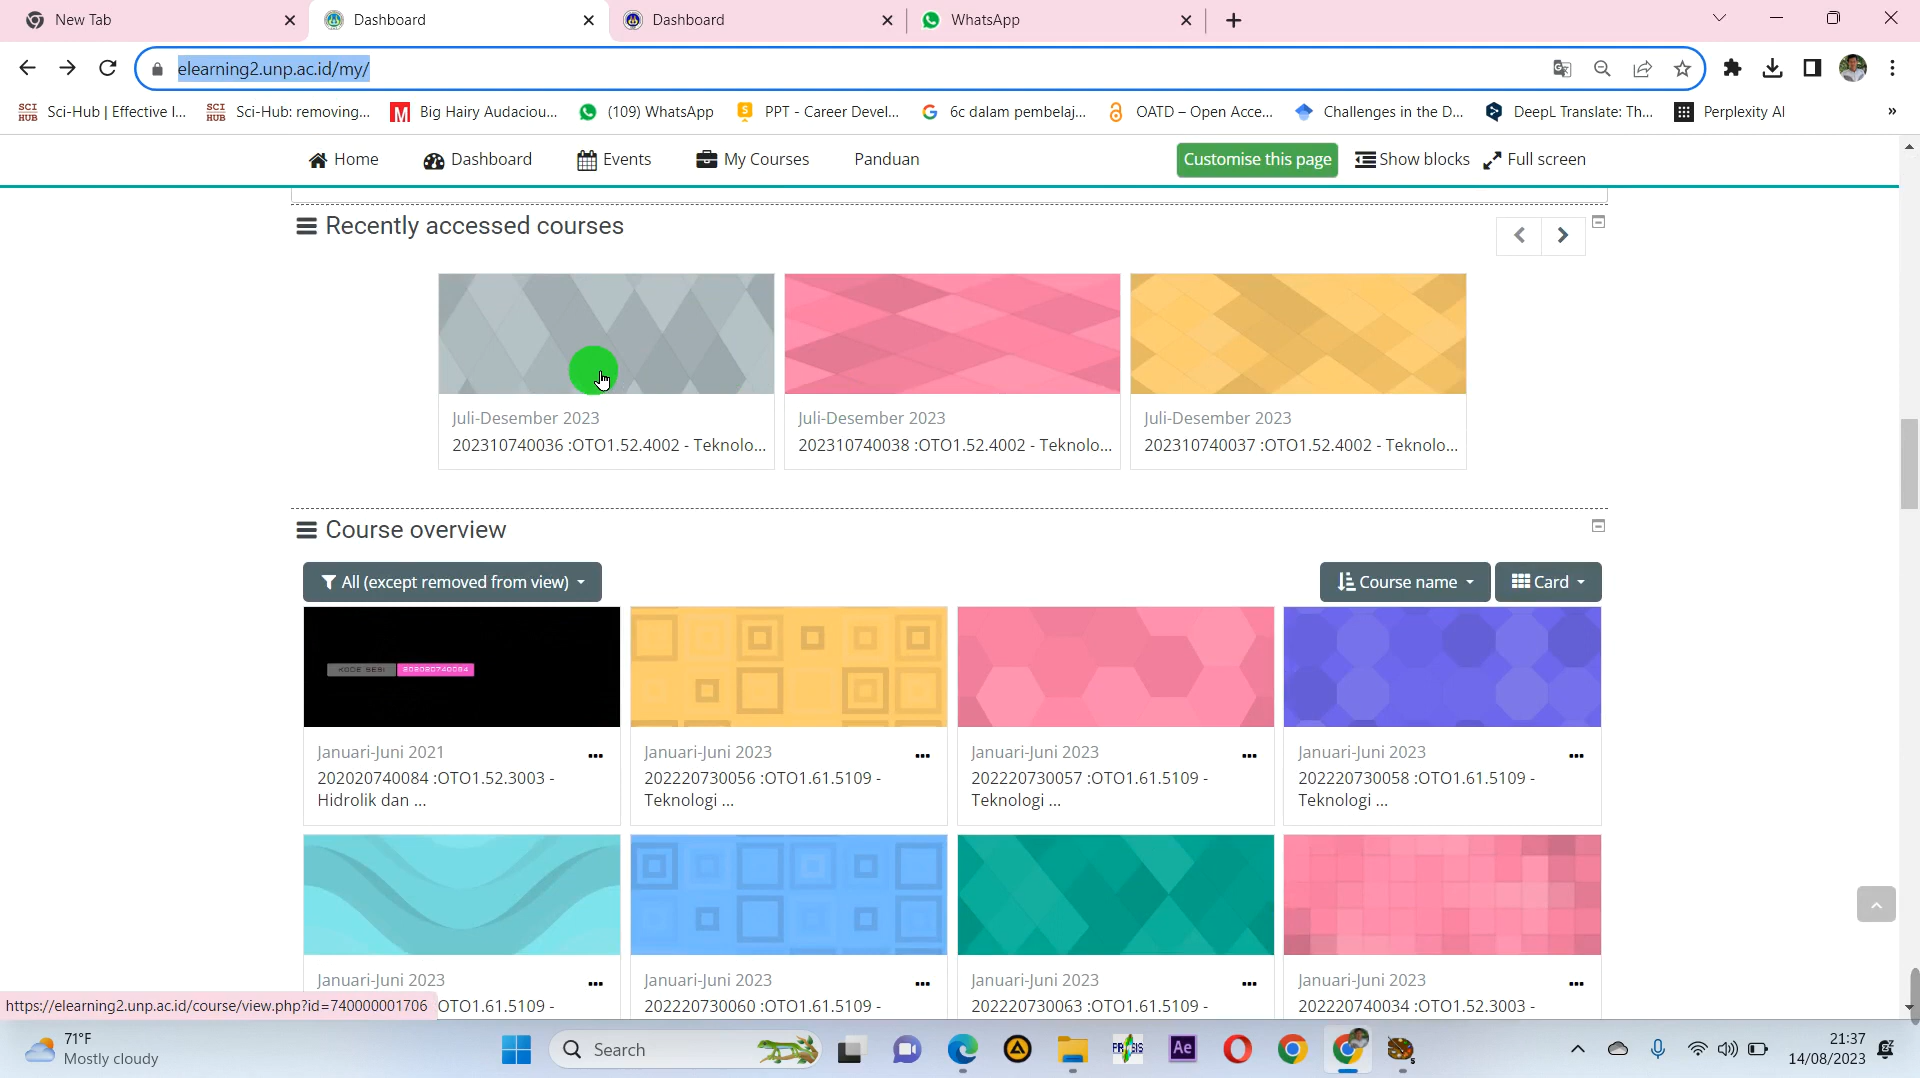 New Tab
Dashboard
Dashboard
WhatsApp
elearning2.unp.ac.id/my/
Sci-Hub | Effective l...
Sci-Hub: removing...
Big Hairy Audaciou...
(109) WhatsApp
PPT - Career Devel...
6c dalam pembelaj...
OATD – Open Acce...
Challenges in the D...
DeepL Translate: Th...
Perplexity AI
»
Home
Dashboard
Events
My Courses
Panduan
Customise this page
Show blocks
Full screen
Recently accessed courses
Juli-Desember 2023
202310740036 :OTO1.52.4002 - Teknolo...
Juli-Desember 2023
202310740038 :OTO1.52.4002 - Teknolo...
Juli-Desember 2023
202310740037 :OTO1.52.4002 - Teknolo...
Course overview
All (except removed from view)
Course name
Card
KODE SESI 202020740084
Januari-Juni 2021
202020740084 :OTO1.52.3003 -
Hidrolik dan ...
Januari-Juni 2023
202220730056 :OTO1.61.5109 -
Teknologi ...
Januari-Juni 2023
202220730057 :OTO1.61.5109 -
Teknologi ...
Januari-Juni 2023
202220730058 :OTO1.61.5109 -
Teknologi ...
Januari-Juni 2023
OTO1.61.5109 -
Januari-Juni 2023
202220730060 :OTO1.61.5109 -
Januari-Juni 2023
202220730063 :OTO1.61.5109 -
Januari-Juni 2023
202220740034 :OTO1.52.3003 -
https://elearning2.unp.ac.id/course/view.php?id=740000001706
71°F
Mostly cloudy
Search
Ae
21:37
14/08/2023